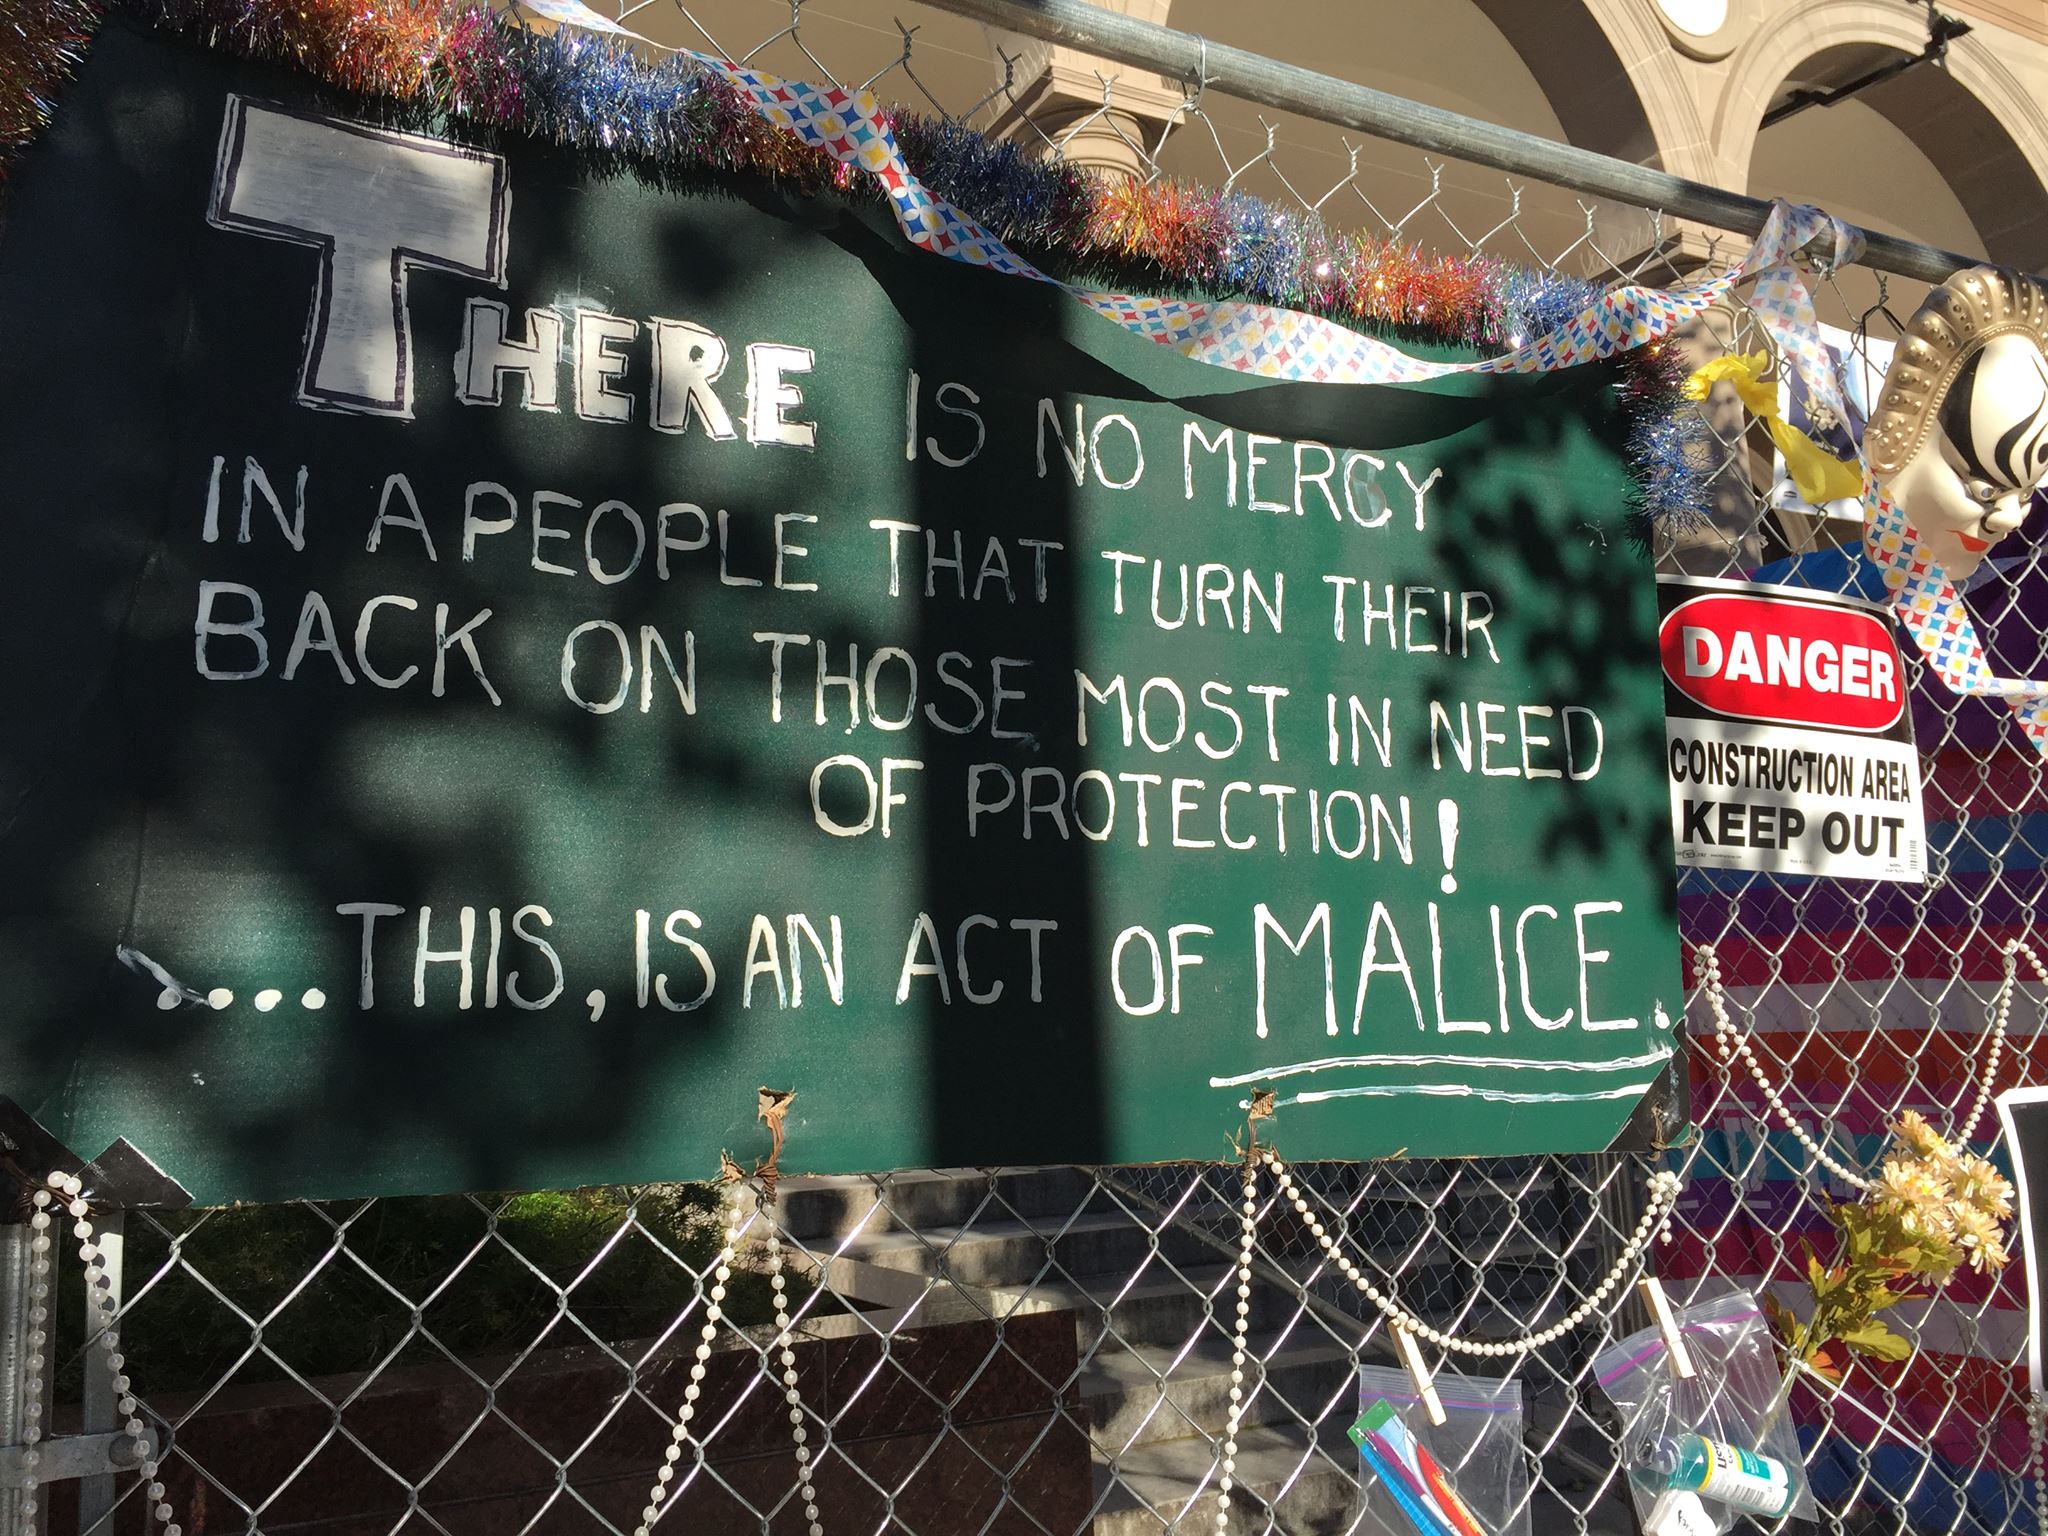 THERE IS NO MERCY
IN A PEOPLE THAT TURN THEIR
BACK ON THOSE MOST IN NEED
OF PROTECTION!
....THIS, IS AN ACT OF MALICE.
DANGER
CONSTRUCTION AREA
KEEP OUT